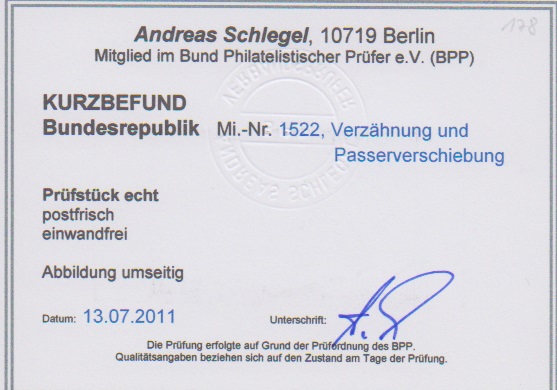 178
Andreas Schlegel, 10719 Berlin
Mitglied im Bund Philatelistischer Prüfer e.V. (BPP)
KURZBEFUND
Bundesrepublik Mi.-Nr. 1522, Verzähnung und
Passerverschiebung
Prüfstück echt
postfrisch
einwandfrei
Abbildung umseitig
Datum: 13.07.2011 Unterschrift:
Die Prüfung erfolgte auf Grund der Prüfordnung des BPP.
Qualitätsangaben beziehen sich auf den Zustand am Tage der Prüfung.